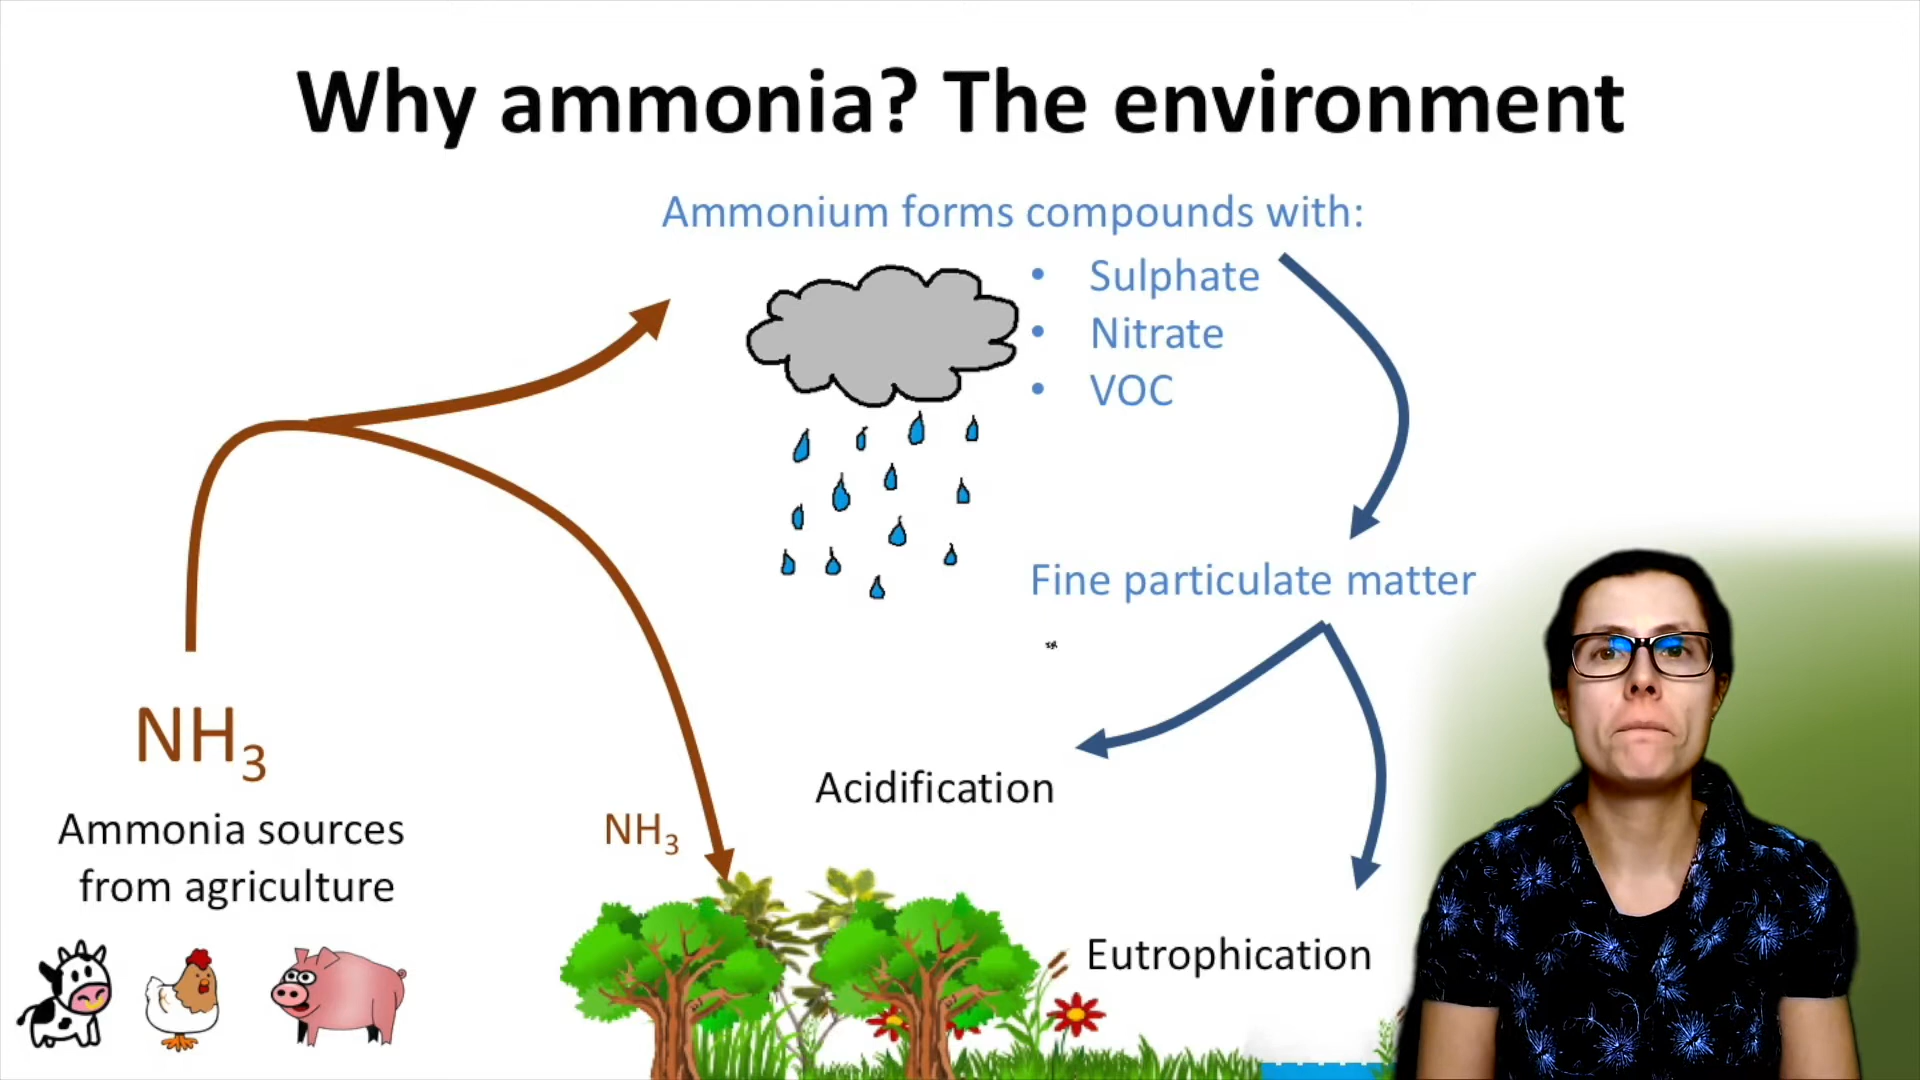 Why ammonia? The environment
Ammonium forms compounds with:
• Sulphate
• Nitrate
• VOC
Fine particulate matter
NH₃
Ammonia sources
from agriculture
NH₃
Acidification
Eutrophication